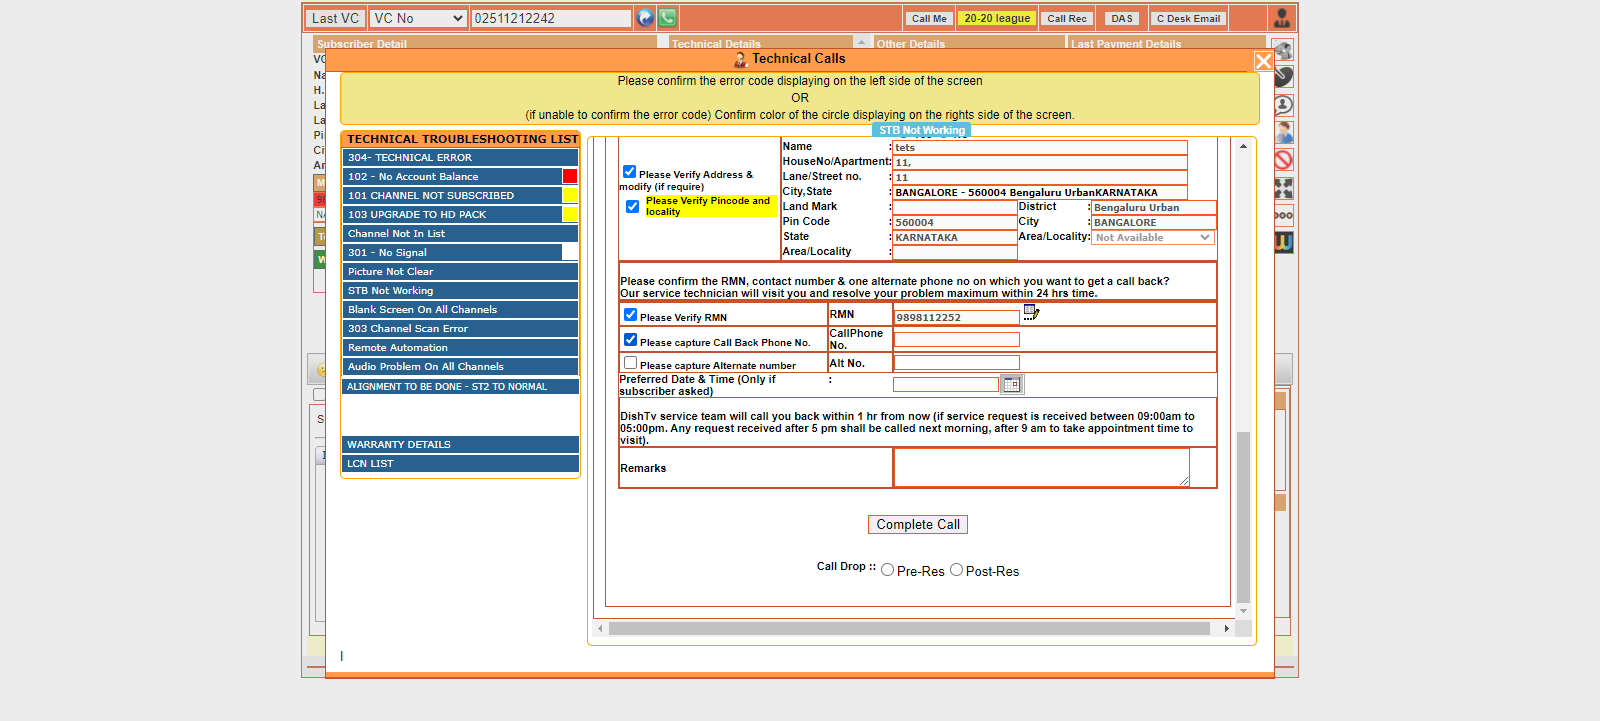 Last VC
VC No
02511212242
Call Me
20-20 league
Call Rec
DAS
C Desk Email
Subscriber Detail
Technical Details
Other Details
Last Payment Details
Technical Calls
Please confirm the error code displaying on the left side of the screen
OR
(if unable to confirm the error code) Confirm color of the circle displaying on the rights side of the screen.
STB Not Working
TECHNICAL TROUBLESHOOTING LIST
304- TECHNICAL ERROR
102 - No Account Balance
101 CHANNEL NOT SUBSCRIBED
103 UPGRADE TO HD PACK
Channel Not In List
301 - No Signal
Picture Not Clear
STB Not Working
Blank Screen On All Channels
303 Channel Scan Error
Remote Automation
Audio Problem On All Channels
ALIGNMENT TO BE DONE - ST2 TO NORMAL
WARRANTY DETAILS
LCN LIST
Please Verify Address &
modify (if require)
Please Verify Pincode and
locality
Name : tets
HouseNo/Apartment: 11,
Lane/Street no. : 11
City,State : BANGALORE - 560004 Bengaluru UrbanKARNATAKA
Land Mark : District : Bengaluru Urban
Pin Code : 560004 City : BANGALORE
State : KARNATAKA Area/Locality: Not Available
Area/Locality :
Please confirm the RMN, contact number & one alternate phone no on which you want to get a call back?
Our service technician will visit you and resolve your problem maximum within 24 hrs time.
Please Verify RMN RMN 9898112252
Please capture Call Back Phone No. CallPhone
No.
Please capture Alternate number Alt No.
Preferred Date & Time (Only if :
subscriber asked)
DishTv service team will call you back within 1 hr from now (if service request is received between 09:00am to
05:00pm. Any request received after 5 pm shall be called next morning, after 9 am to take appointment time to
visit).
Remarks
Complete Call
Call Drop :: Pre-Res Post-Res